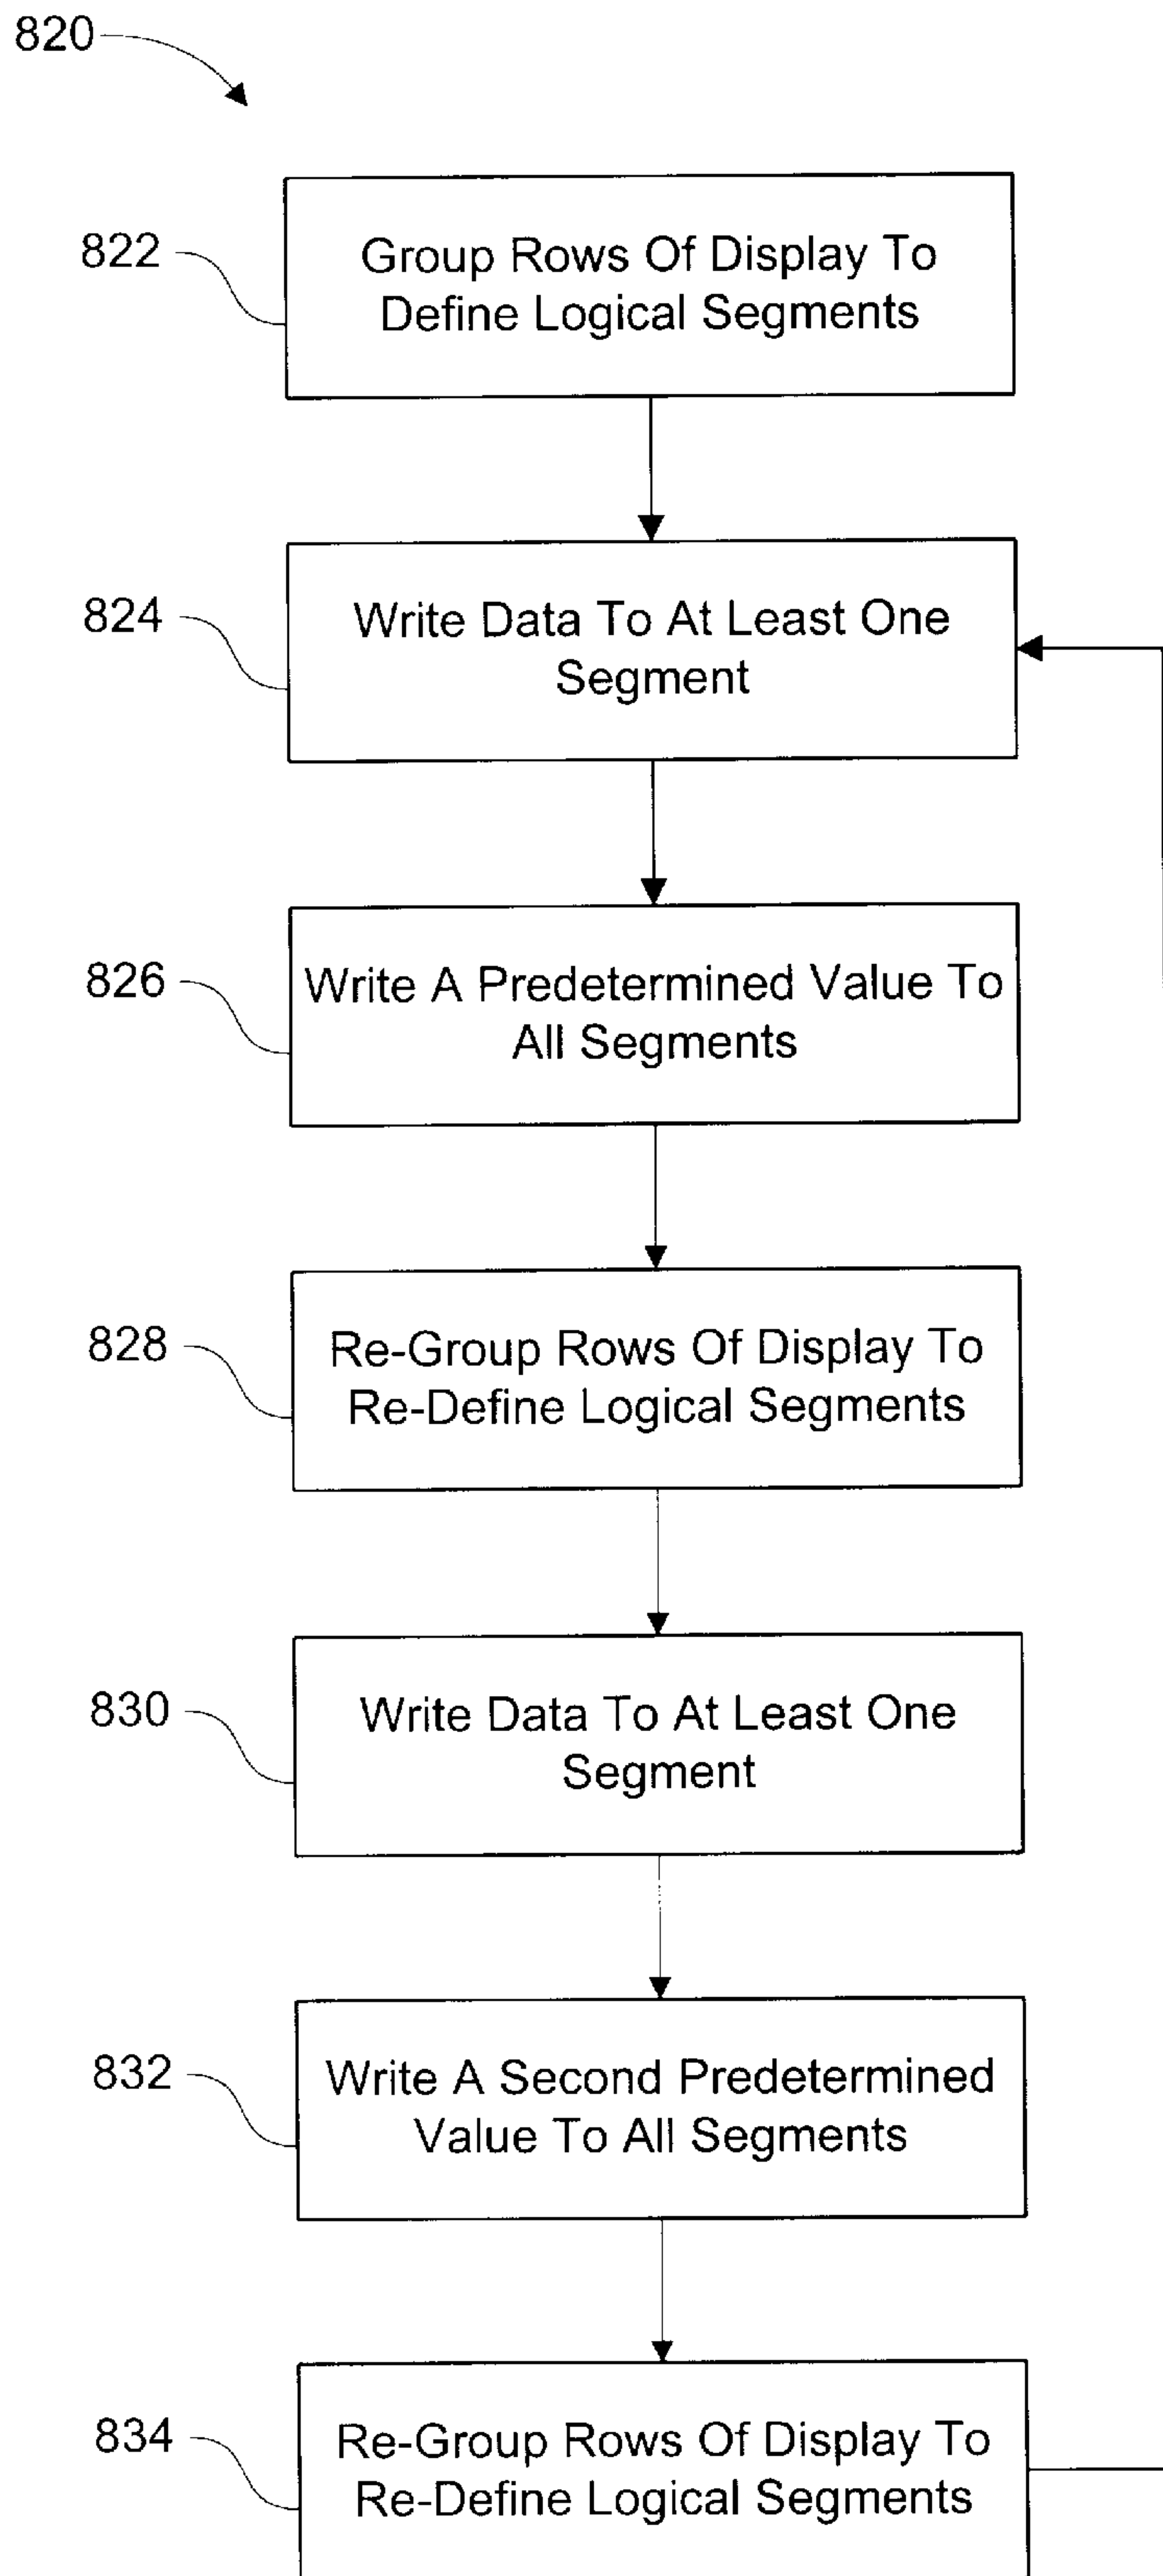 820
822
Group Rows Of Display To
Define Logical Segments
824
Write Data To At Least One
Segment
826
Write A Predetermined Value To
All Segments
828
Re-Group Rows Of Display To
Re-Define Logical Segments
830
Write Data To At Least One
Segment
832
Write A Second Predetermined
Value To All Segments
834
Re-Group Rows Of Display To
Re-Define Logical Segments